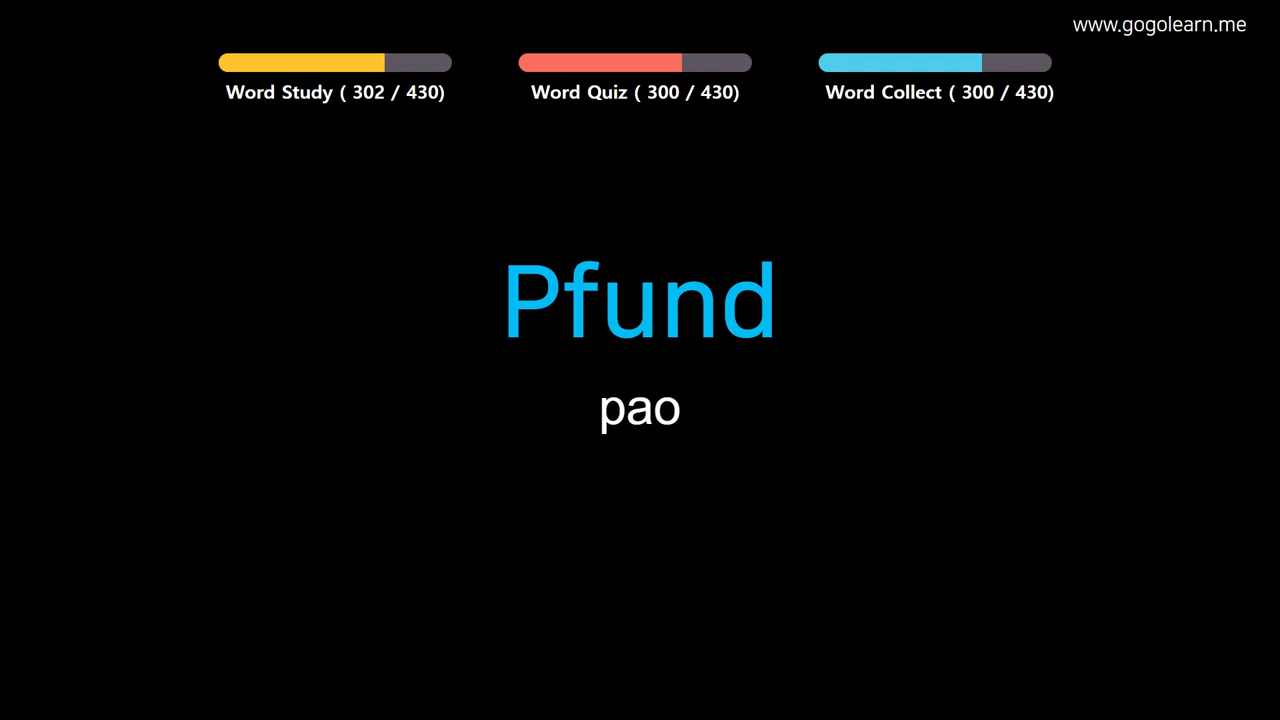 www.gogolearn.me
Word Study ( 302 / 430)
Word Quiz ( 300 / 430)
Word Collect ( 300 / 430)
Pfund
pao